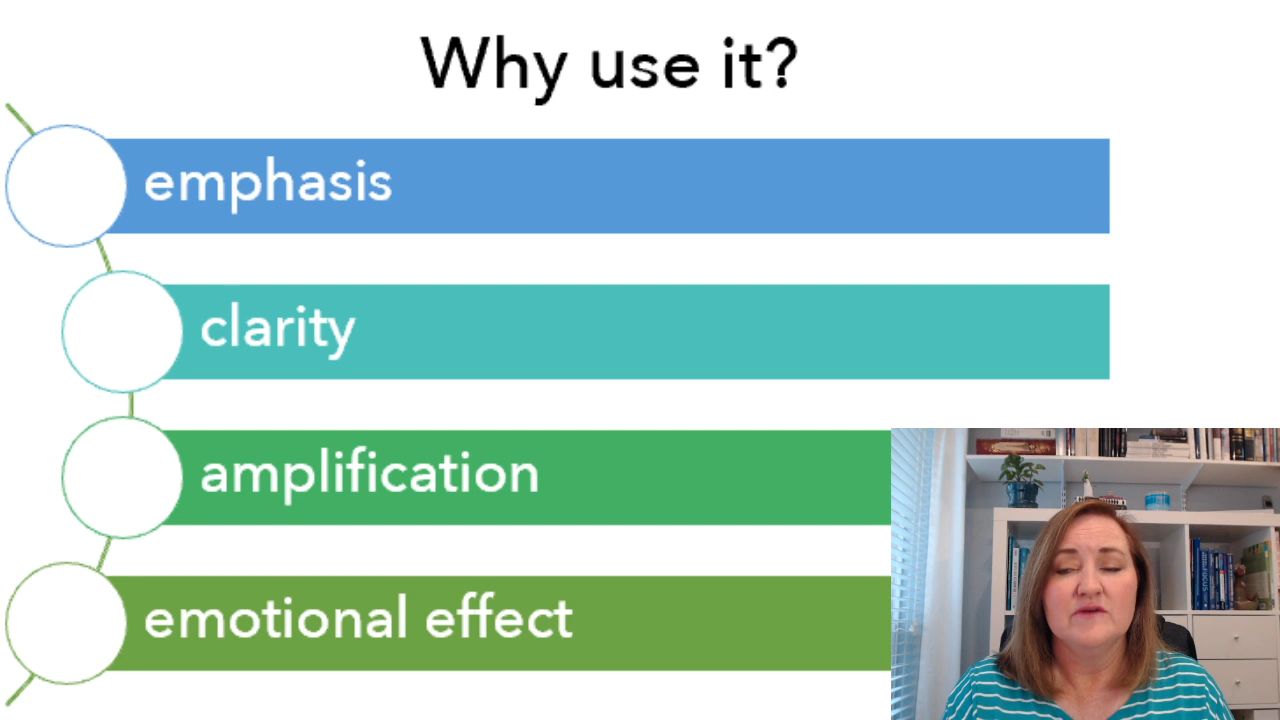 Why use it?
emphasis
clarity
amplification
emotional effect